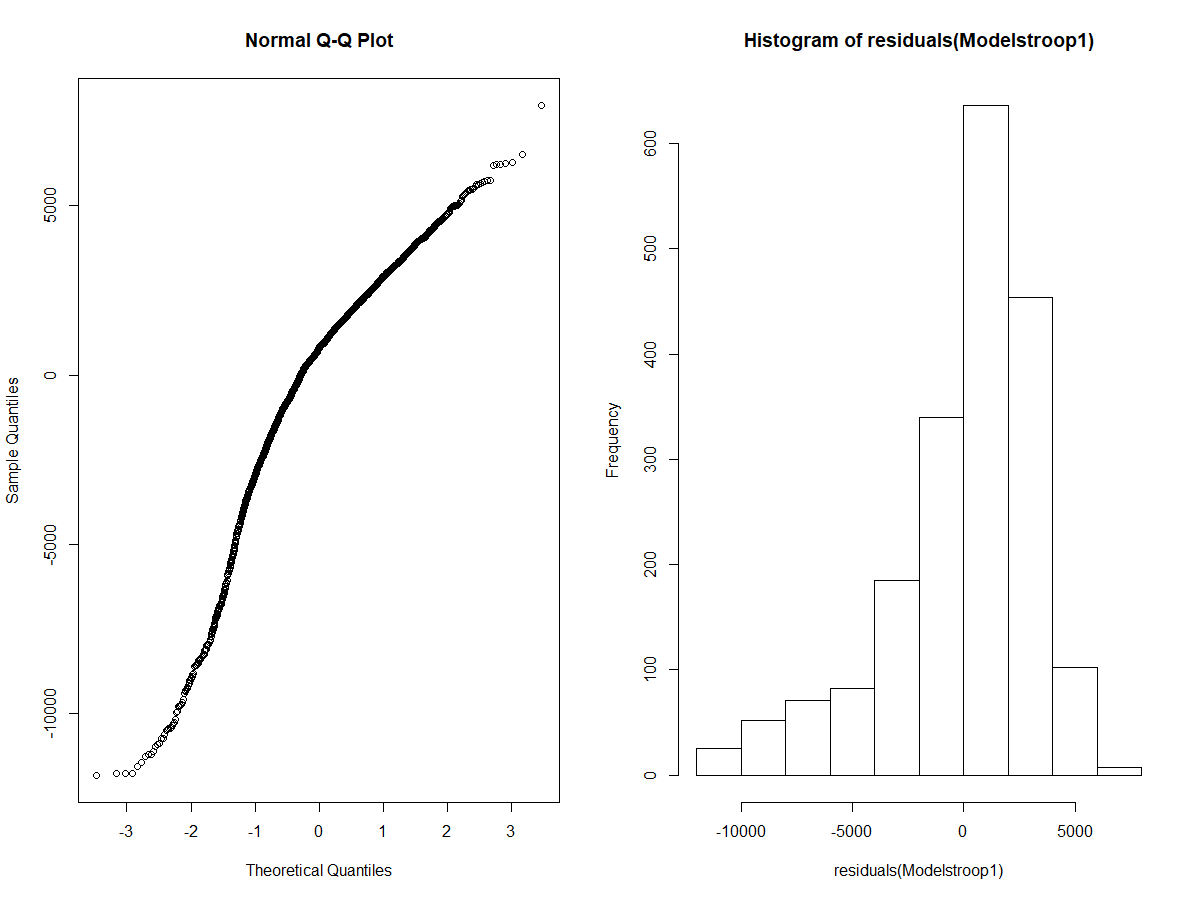 Normal Q-Q Plot
Sample Quantiles
5000
0
-5000
-10000
-3 -2 -1 0 1 2 3
Theoretical Quantiles
Histogram of residuals(Modelstroop1)
Frequency
600
500
400
300
200
100
0
-10000 -5000 0 5000
residuals(Modelstroop1)